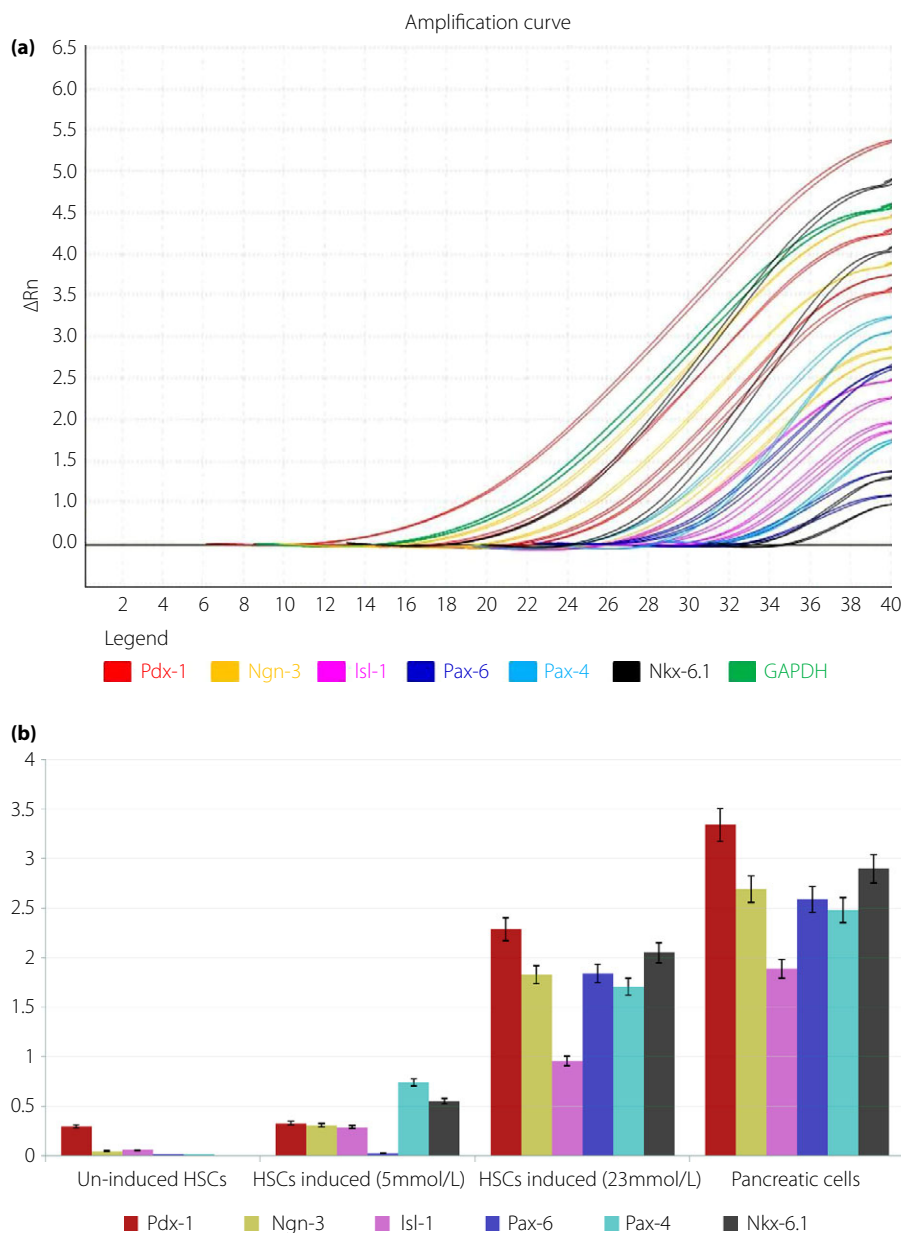 Amplification curve
(a)
6.5
6.0
5.5
5.0
4.5
4.0
3.5
3.0
2.5
2.0
1.5
1.0
0.0
ΔRn
2 4 6 8 10 12 14 16 18 20 22 24 26 28 30 32 34 36 38 40
Legend
Pdx-1 Ngn-3 Isl-1 Pax-6 Pax-4 Nkx-6.1 GAPDH
(b)
4
3.5
3
2.5
2
1.5
1
0.5
0
Un-induced HSCs HSCs induced (5mmol/L) HSCs induced (23mmol/L) Pancreatic cells
Pdx-1 Ngn-3 Isl-1 Pax-6 Pax-4 Nkx-6.1